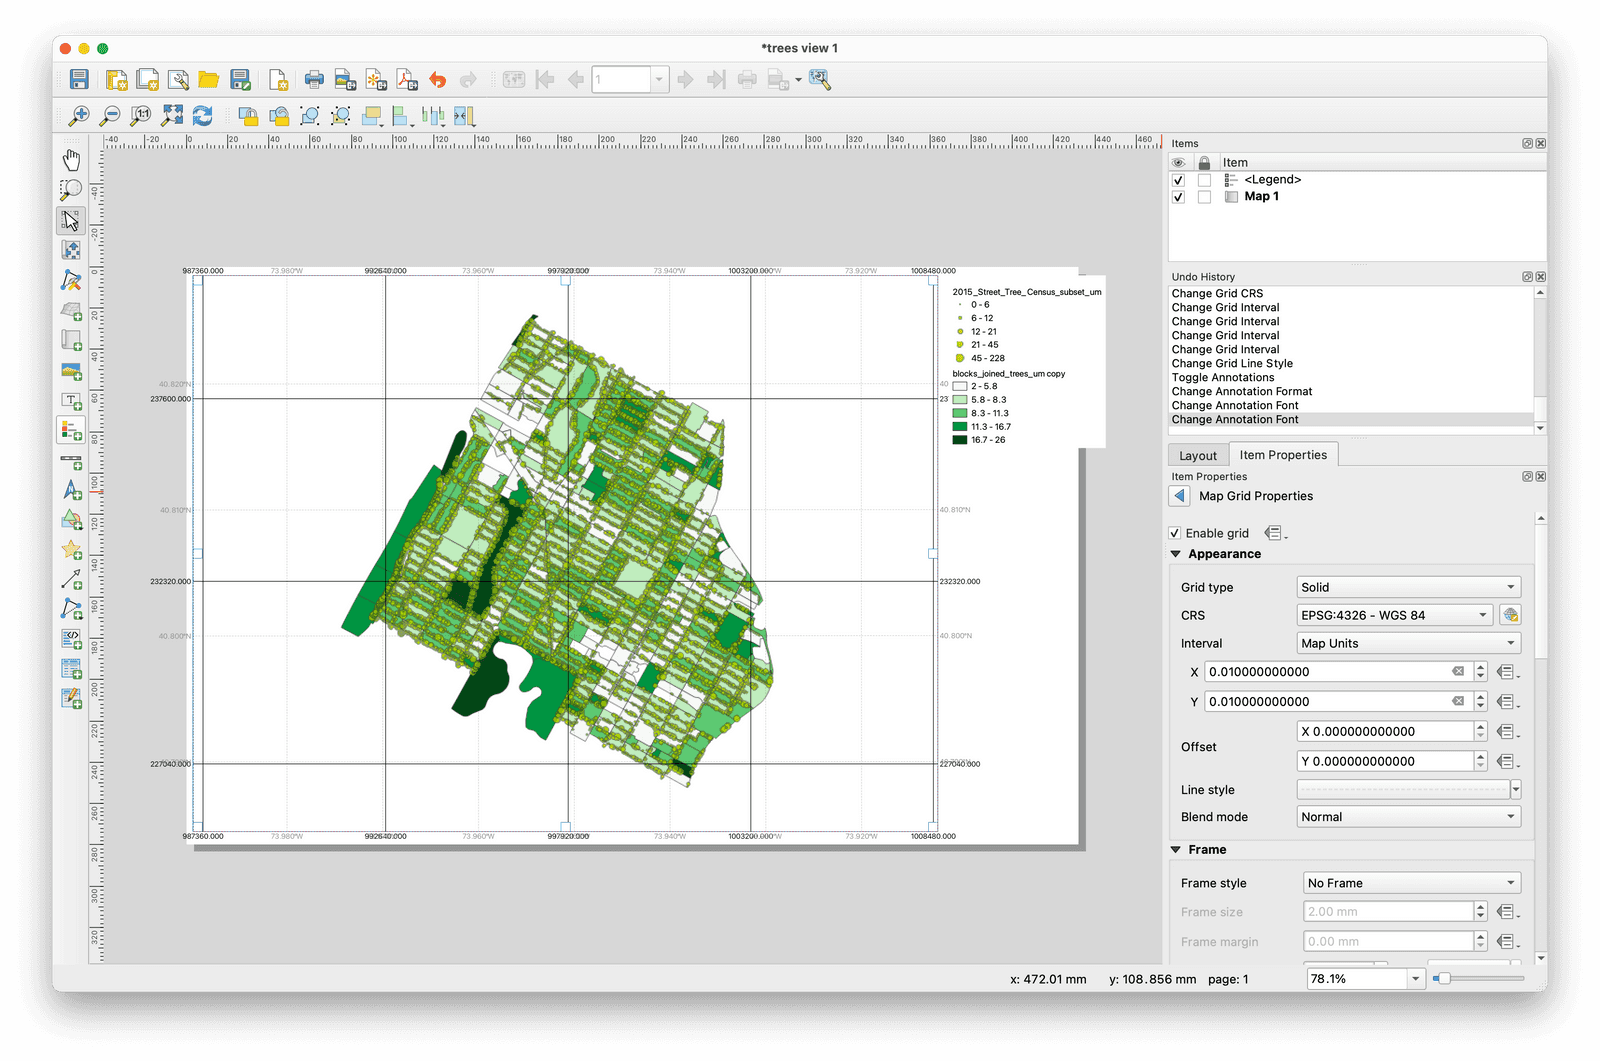 *trees view 1
1
-40 -20 0 20 40 60 80 100 120 140 160 180 200 220 240 260 280 300 320 340 360 380 400 420 440 460
-40
-20
0
20
40
60
80
100
120
140
160
180
200
220
240
260
280
300
320
987360.000 73.980°W 992640.000 73.960°W 997920.000 73.940°W 1003200.000 73.920°W 1008480.000
2015_Street_Tree_Census_subset_um
0 - 6
6 - 12
12 - 21
21 - 45
45 - 228
blocks_joined_trees_um copy
2 - 5.8
5.8 - 8.3
8.3 - 11.3
11.3 - 16.7
16.7 - 26
40.820°N 40
237600.000 23
40.810°N 40.810°N
232320.000 232320.000
40.800°N 40.800°N
227040.000 227040.000
987360.000 73.980°W 992640.000 73.960°W 997920.000 73.940°W 1003200.000 73.920°W 1008480.000
Items
Item
<Legend>
Map 1
Undo History
Change Grid CRS
Change Grid Interval
Change Grid Interval
Change Grid Interval
Change Grid Interval
Change Grid Line Style
Toggle Annotations
Change Annotation Format
Change Annotation Font
Change Annotation Font
Layout Item Properties
Item Properties
Map Grid Properties
Enable grid
Appearance
Grid type Solid
CRS EPSG:4326 - WGS 84
Interval Map Units
X 0.010000000000
Y 0.010000000000
Offset X 0.000000000000
Y 0.000000000000
Line style
Blend mode Normal
Frame
Frame style No Frame
Frame size 2.00 mm
Frame margin 0.00 mm
x: 472.01 mm y: 108.856 mm page: 1 78.1%